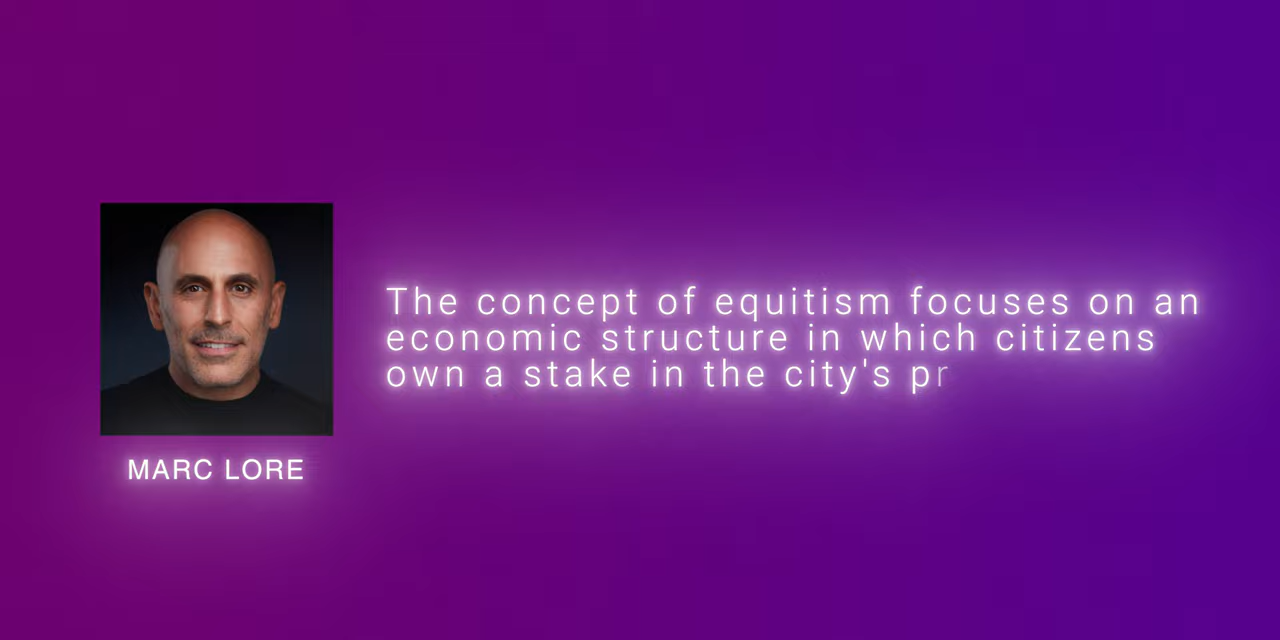 The concept of equitism focuses on an
economic structure in which citizens
own a stake in the city's pr
MARC LORE